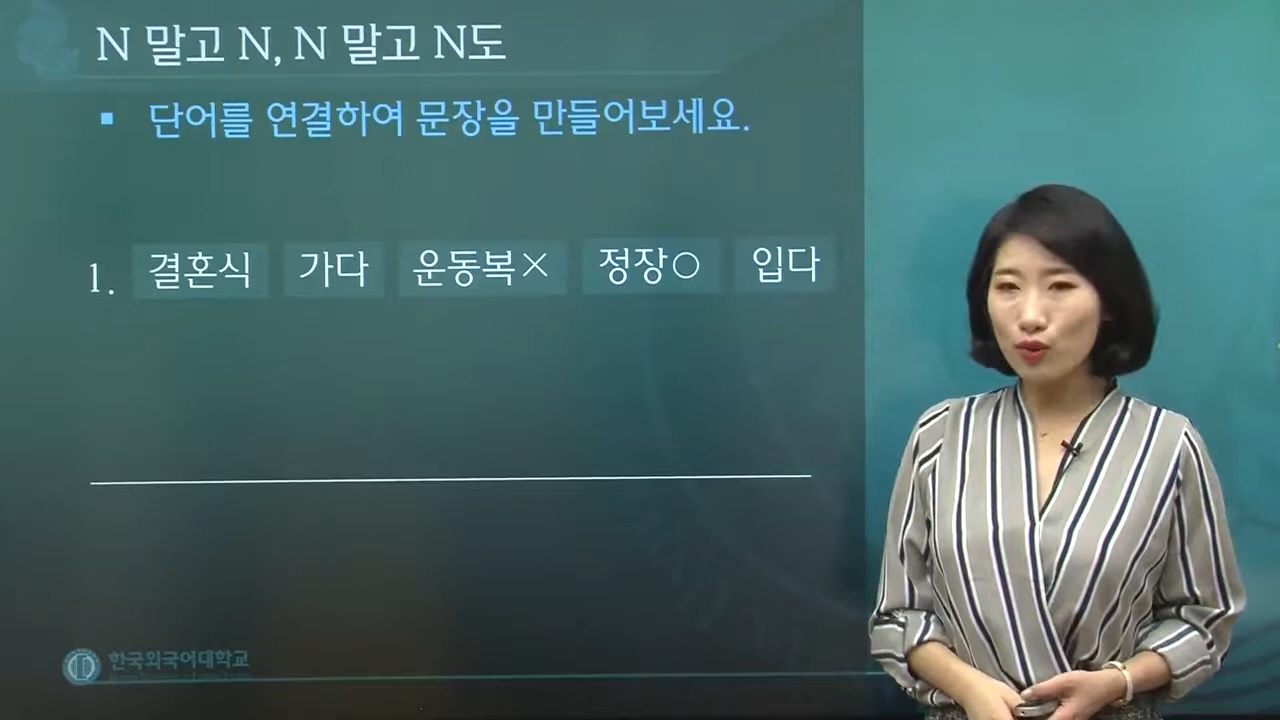 N 말고 N, N 말고 N도
▪ 단어를 연결하여 문장을 만들어보세요.
1. 결혼식 가다 운동복× 정장○ 입다
한국외국어대학교